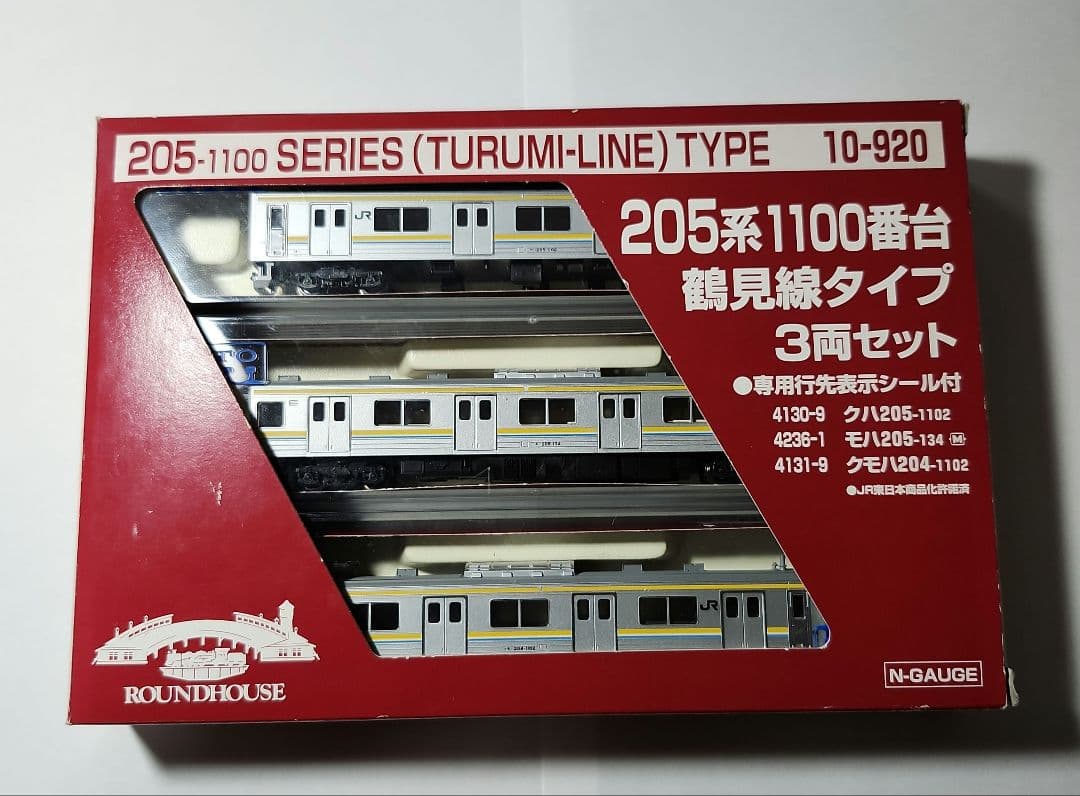 205-1100 SERIES (TURUMI-LINE) TYPE 10-920
205系1100番台
鶴見線タイプ
3両セット
●専用行先表示シール付
4130-9 クハ205-1102
4236-1 モハ205-134 M
4131-9 クモハ204-1102
●JR東日本商品化許諾済
JR
JR
ROUNDHOUSE
N-GAUGE